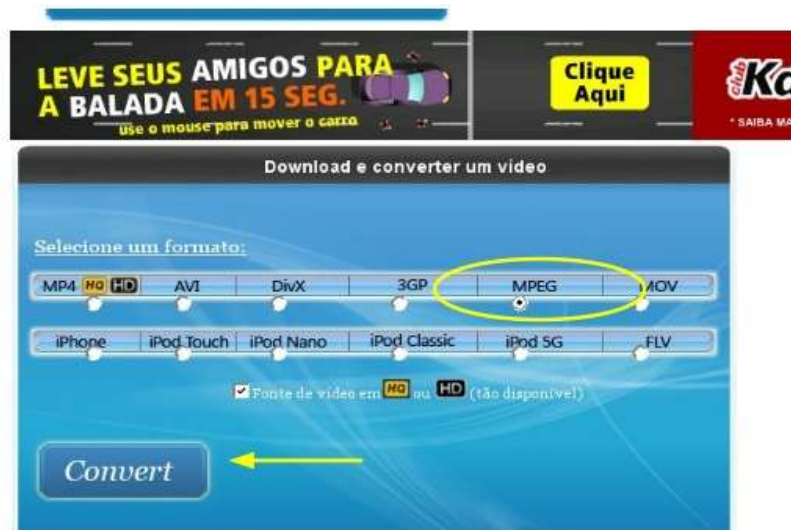 LEVE SEUS AMIGOS PARA
A BALADA EM 15 SEG.
use o mouse para mover o carro
Clique
Aqui
club
* SAIBA
Download e converter um vídeo
Selecione um formato:
MP4 HQ HD AVI DivX 3GP MPEG MOV
iPhone iPod Touch iPod Nano iPod Classic iPod 5G FLV
Fonte de vídeo em HQ ou HD (tão disponível)
Convert